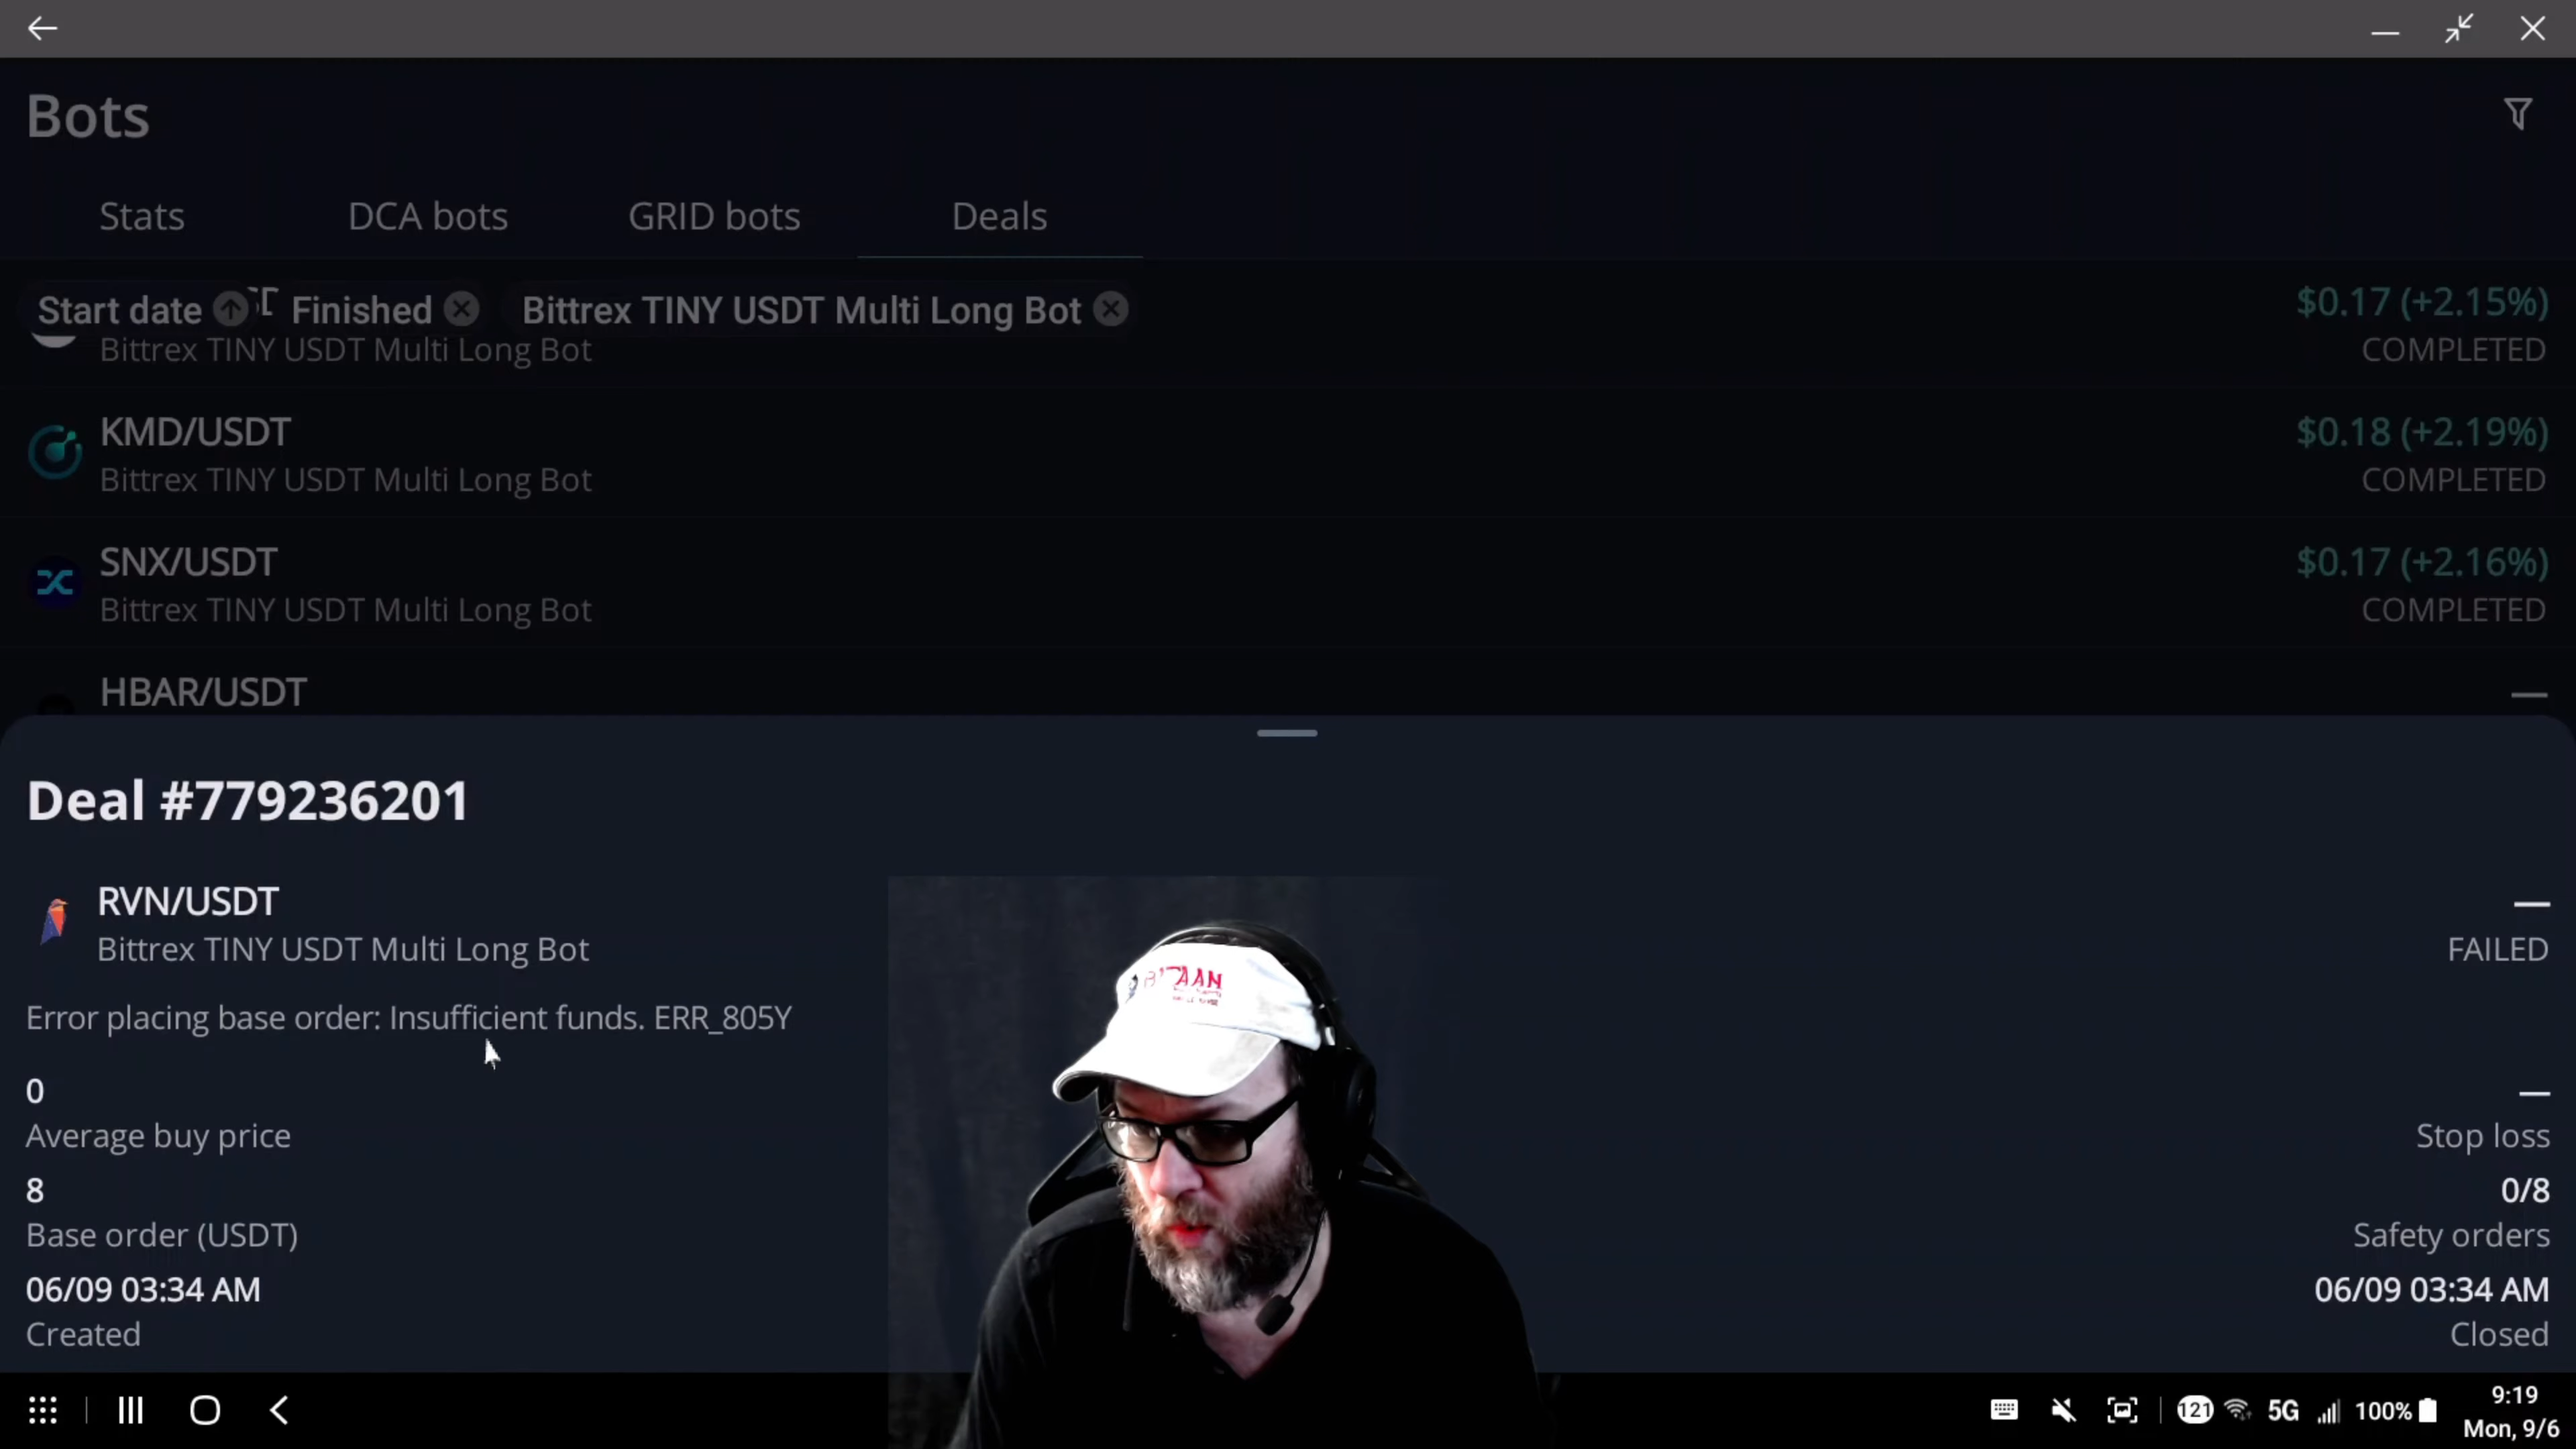 Bots
Stats DCA bots GRID bots Deals
Start date Finished Bittrex TINY USDT Multi Long Bot
$0.17 (+2.15%)
Bittrex TINY USDT Multi Long Bot
COMPLETED
KMD/USDT
$0.18 (+2.19%)
Bittrex TINY USDT Multi Long Bot
COMPLETED
SNX/USDT
$0.17 (+2.16%)
Bittrex TINY USDT Multi Long Bot
COMPLETED
HBAR/USDT
—
Deal #779236201
RVN/USDT
—
Bittrex TINY USDT Multi Long Bot
FAILED
Error placing base order: Insufficient funds. ERR_805Y
0
—
Average buy price
Stop loss
8
0/8
Base order (USDT)
Safety orders
06/09 03:34 AM
06/09 03:34 AM
Created
Closed
121 5G 100%
9:19
Mon, 9/6